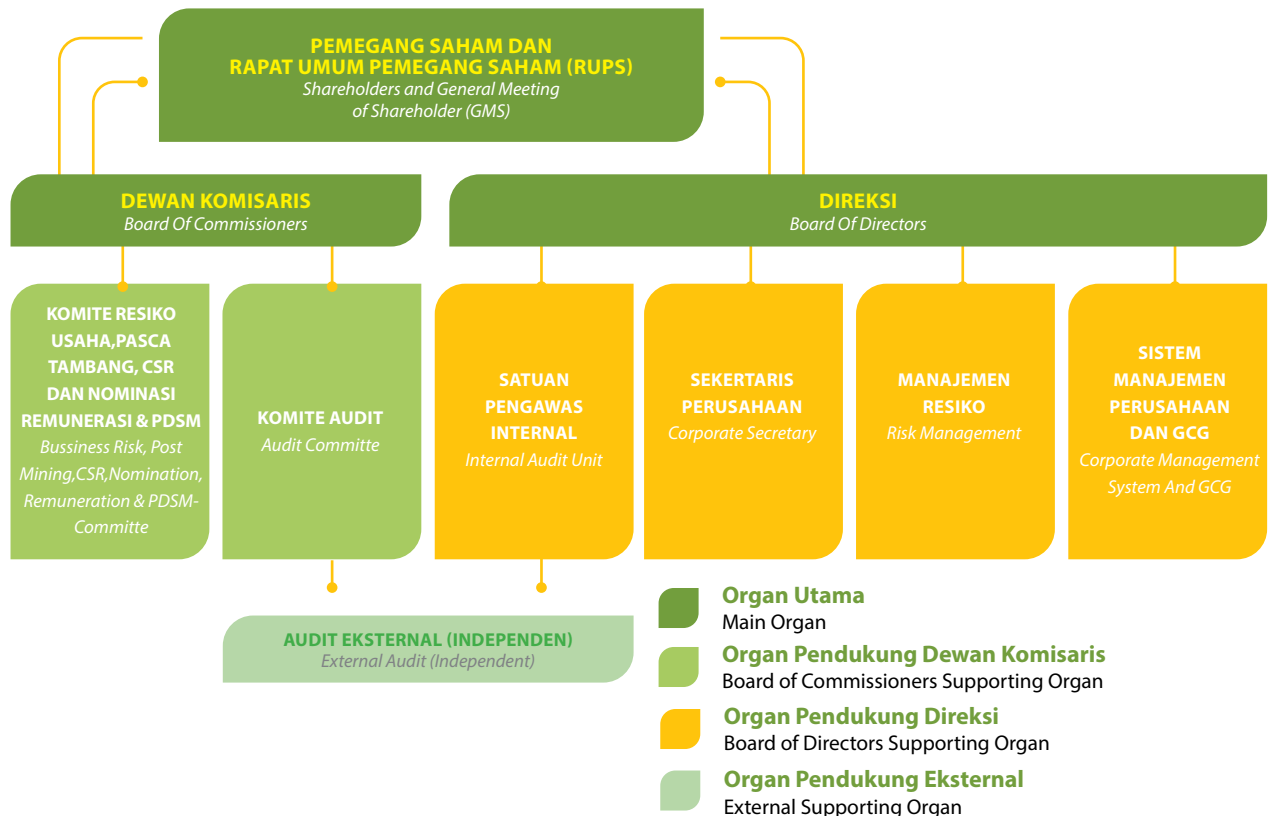 PEMEGANG SAHAM DAN
RAPAT UMUM PEMEGANG SAHAM (RUPS)
Shareholders and General Meeting
of Shareholder (GMS)
DEWAN KOMISARIS
Board Of Commissioners
DIREKSI
Board Of Directors
KOMITE RESIKO
USAHA,PASCA
TAMBANG, CSR
DAN NOMINASI
REMUNERASI & PDSM
Bussiness Risk, Post
Mining,CSR,Nomination,
Remuneration & PDSM-
Committe
KOMITE AUDIT
Audit Committe
SATUAN
PENGAWAS
INTERNAL
Internal Audit Unit
SEKERTARIS
PERUSAHAAN
Corporate Secretary
MANAJEMEN
RESIKO
Risk Management
SISTEM
MANAJEMEN
PERUSAHAAN
DAN GCG
Corporate Management
System And GCG
AUDIT EKSTERNAL (INDEPENDEN)
External Audit (Independent)
Organ Utama
Main Organ
Organ Pendukung Dewan Komisaris
Board of Commissioners Supporting Organ
Organ Pendukung Direksi
Board of Directors Supporting Organ
Organ Pendukung Eksternal
External Supporting Organ